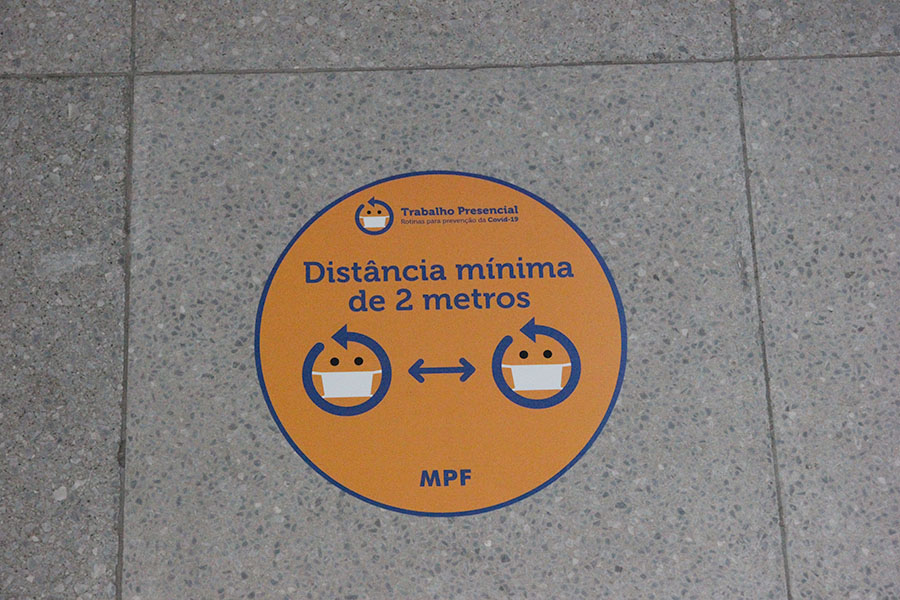 Trabalho Presencial
Rotinas para prevenção da Covid-19
Distância mínima
de 2 metros
MPF